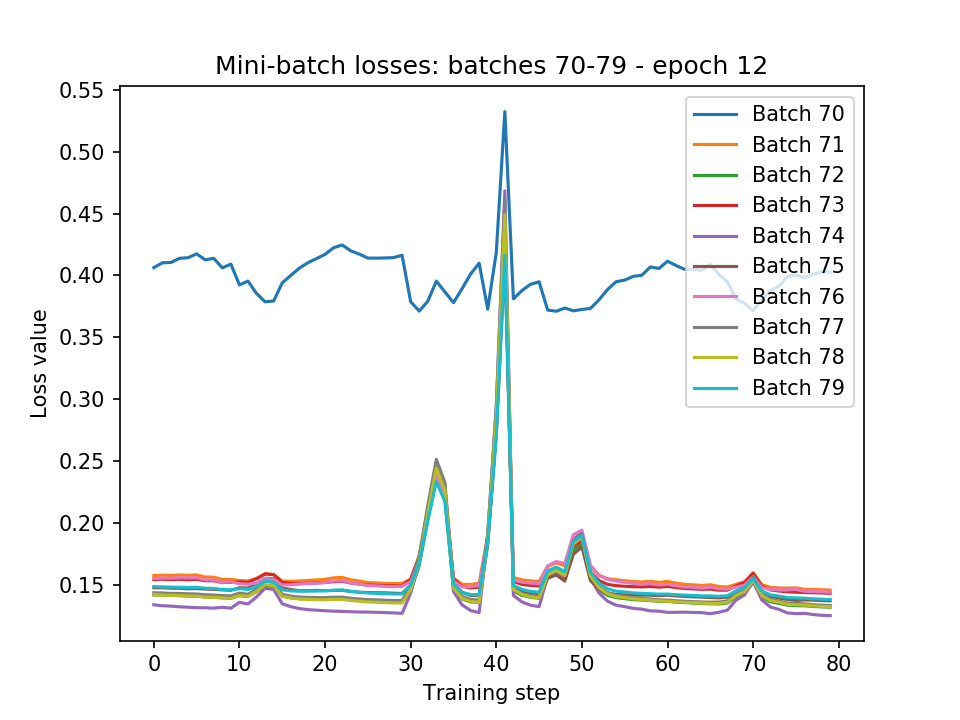 Mini-batch losses: batches 70-79 - epoch 12
0.55
0.50
0.45
0.40
0.35
0.30
0.25
0.20
0.15
Loss value
Batch 70
Batch 71
Batch 72
Batch 73
Batch 74
Batch 75
Batch 76
Batch 77
Batch 78
Batch 79
0 10 20 30 40 50 60 70 80
Training step